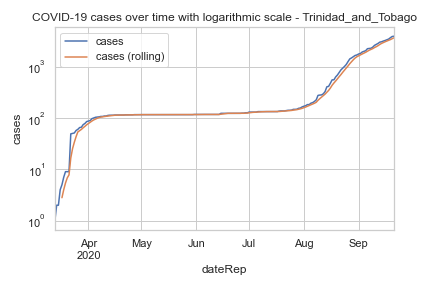 COVID-19 cases over time with logarithmic scale - Trinidad_and_Tobago
cases
cases (rolling)
10³
10²
10¹
10⁰
cases
Apr
2020
May
Jun
Jul
Aug
Sep
dateRep